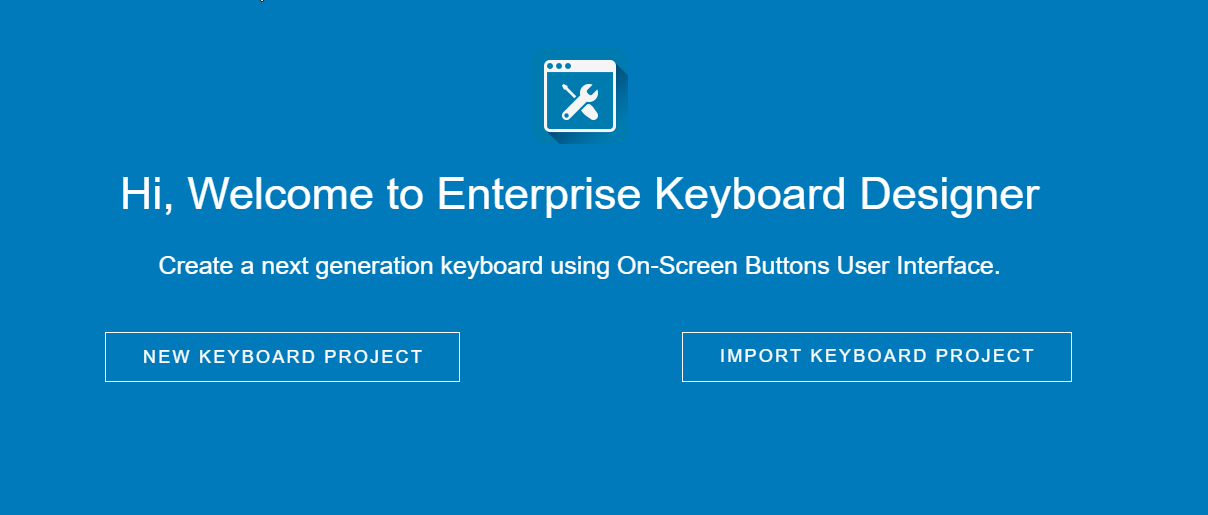 Hi, Welcome to Enterprise Keyboard Designer
Create a next generation keyboard using On-Screen Buttons User Interface.
NEW KEYBOARD PROJECT
IMPORT KEYBOARD PROJECT